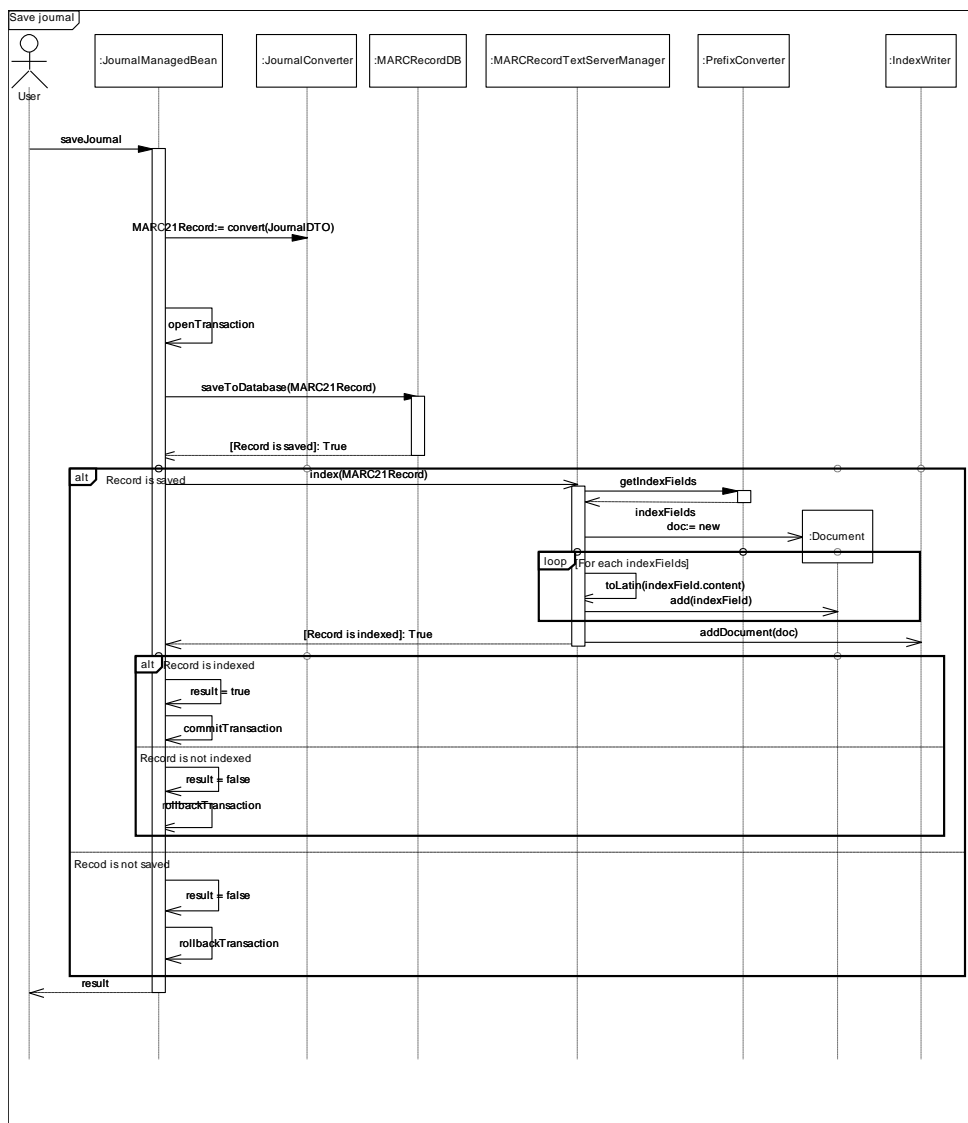 Save journal
:JournalManagedBean
:JournalConverter
:MARCRecordDB
:MARCRecordTextServerManager
:PrefixConverter
:IndexWriter
User
saveJournal
MARC21Record:= convert(JournalDTO)
openTransaction
saveToDatabase(MARC21Record)
[Record is saved]: True
alt
Record is saved
index(MARC21Record)
getIndexFields
indexFields
doc:= new
:Document
loop
[For each indexFields]
toLatin(indexField.content)
add(indexField)
[Record is indexed]: True
addDocument(doc)
alt
Record is indexed
result = true
commitTransaction
Record is not indexed
result = false
rollbackTransaction
Recod is not saved
result = false
rollbackTransaction
result